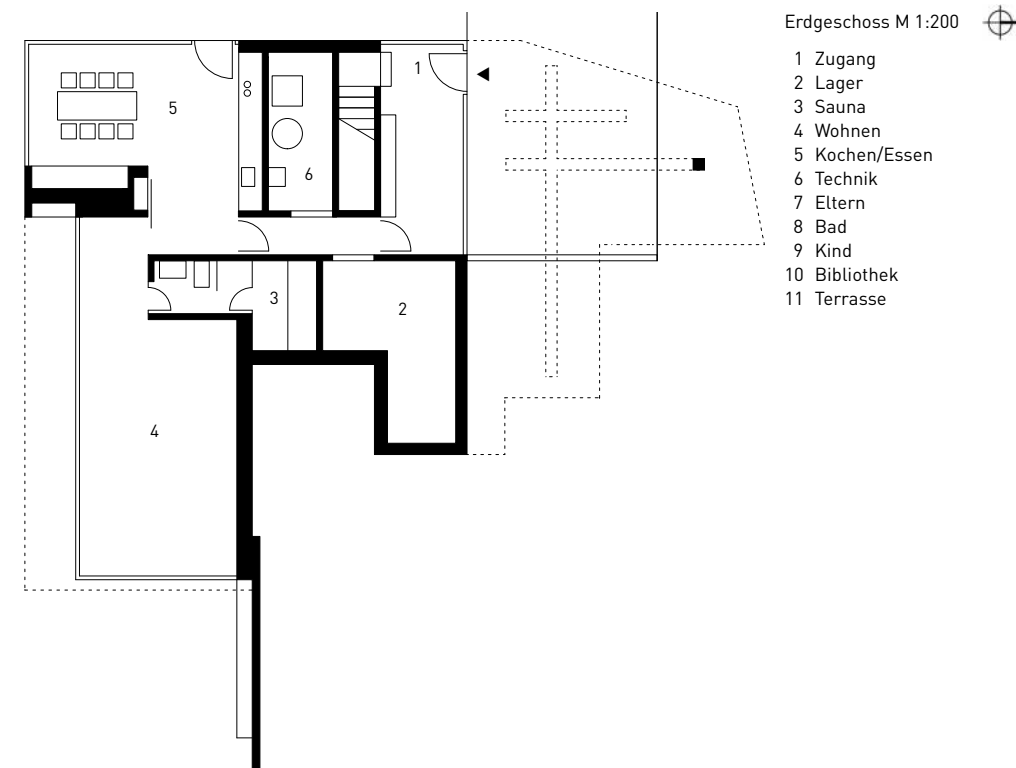 Erdgeschoss M 1:200
1 Zugang
2 Lager
3 Sauna
4 Wohnen
5 Kochen/Essen
6 Technik
7 Eltern
8 Bad
9 Kind
10 Bibliothek
11 Terrasse
1
5
6
3
2
4